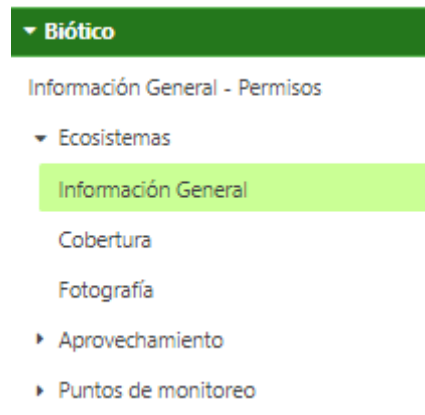 Biótico
Información General - Permisos
Ecosistemas
Información General
Cobertura
Fotografía
Aprovechamiento
Puntos de monitoreo